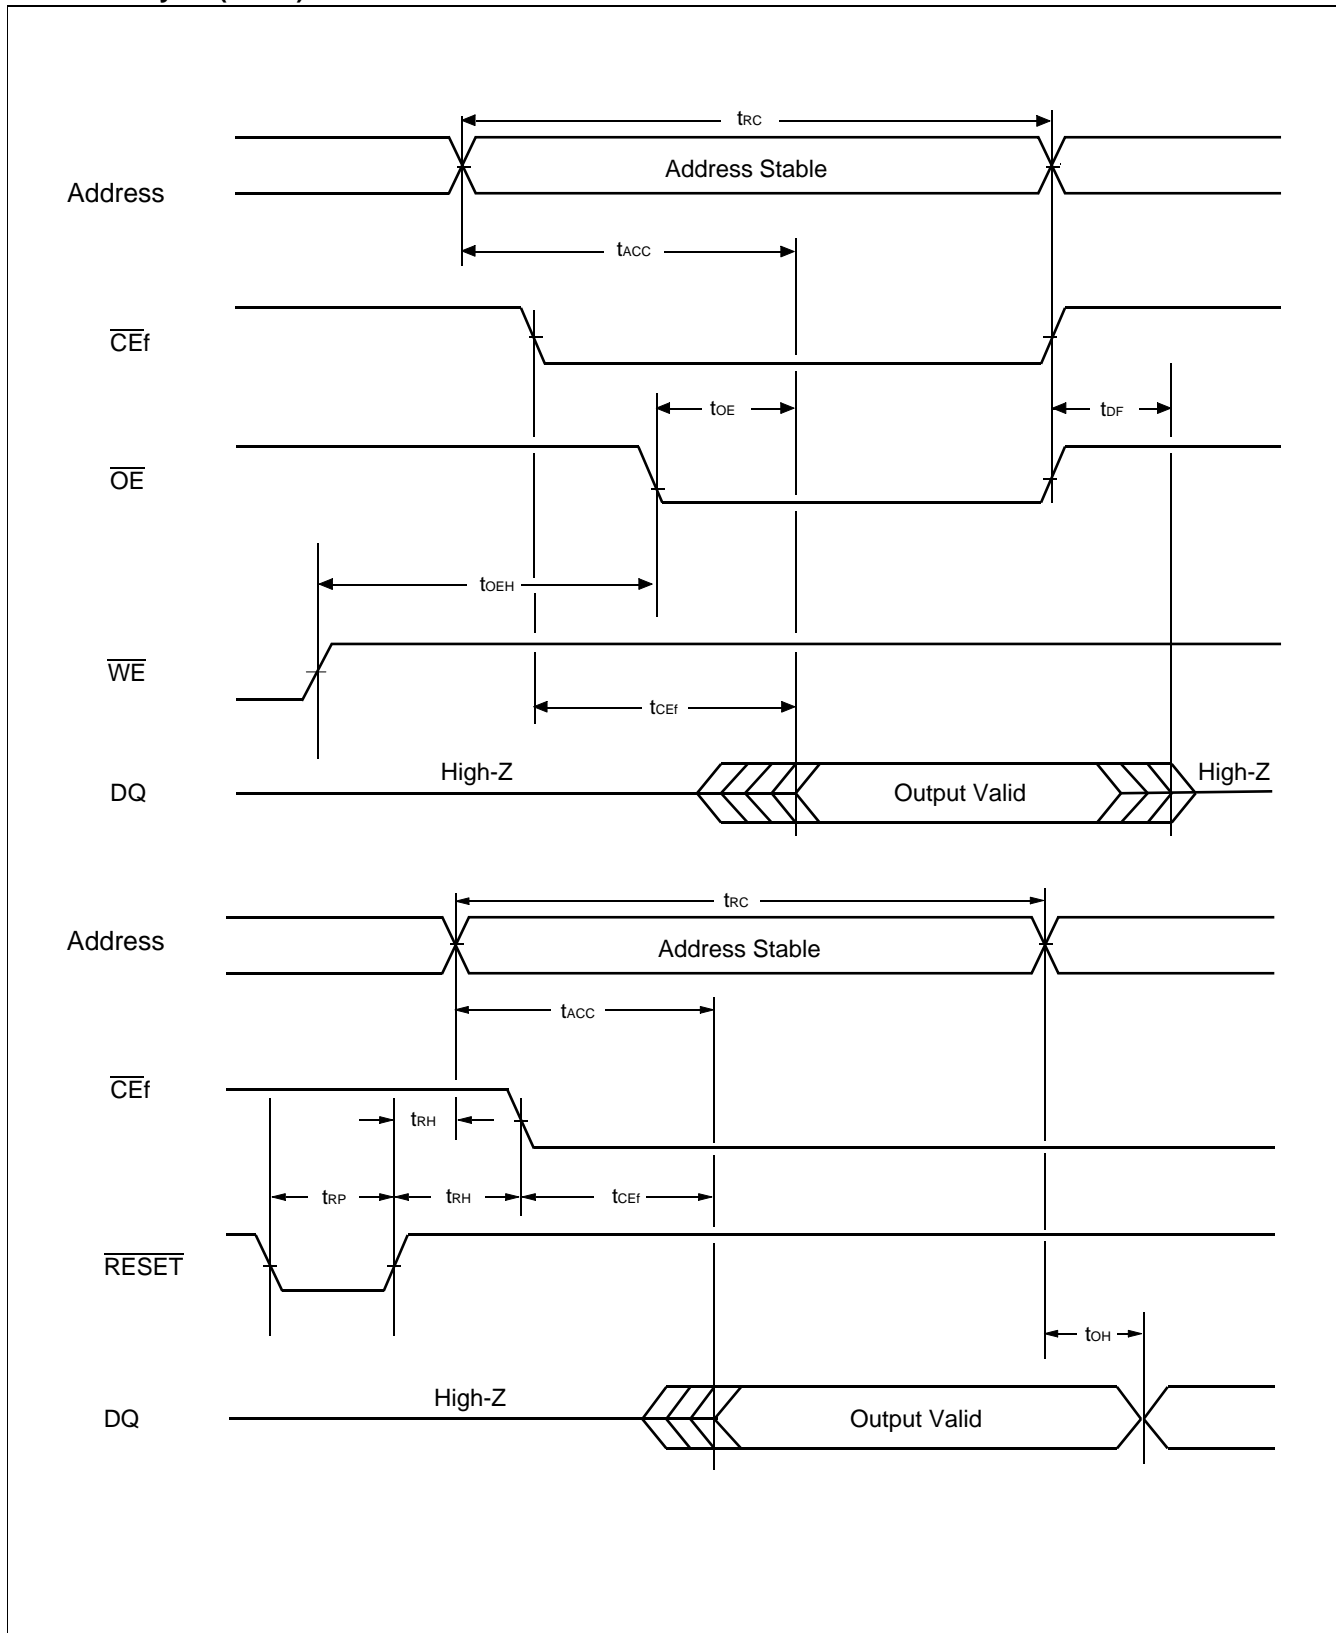 tRC
Address Stable
Address
tACC
CEf
tOE
tDF
OE
tOEH
WE
tCEf
High-Z
High-Z
DQ
Output Valid
tRC
Address
Address Stable
tACC
CEf
tRH
tRP
tRH
tCEf
RESET
tOH
High-Z
DQ
Output Valid